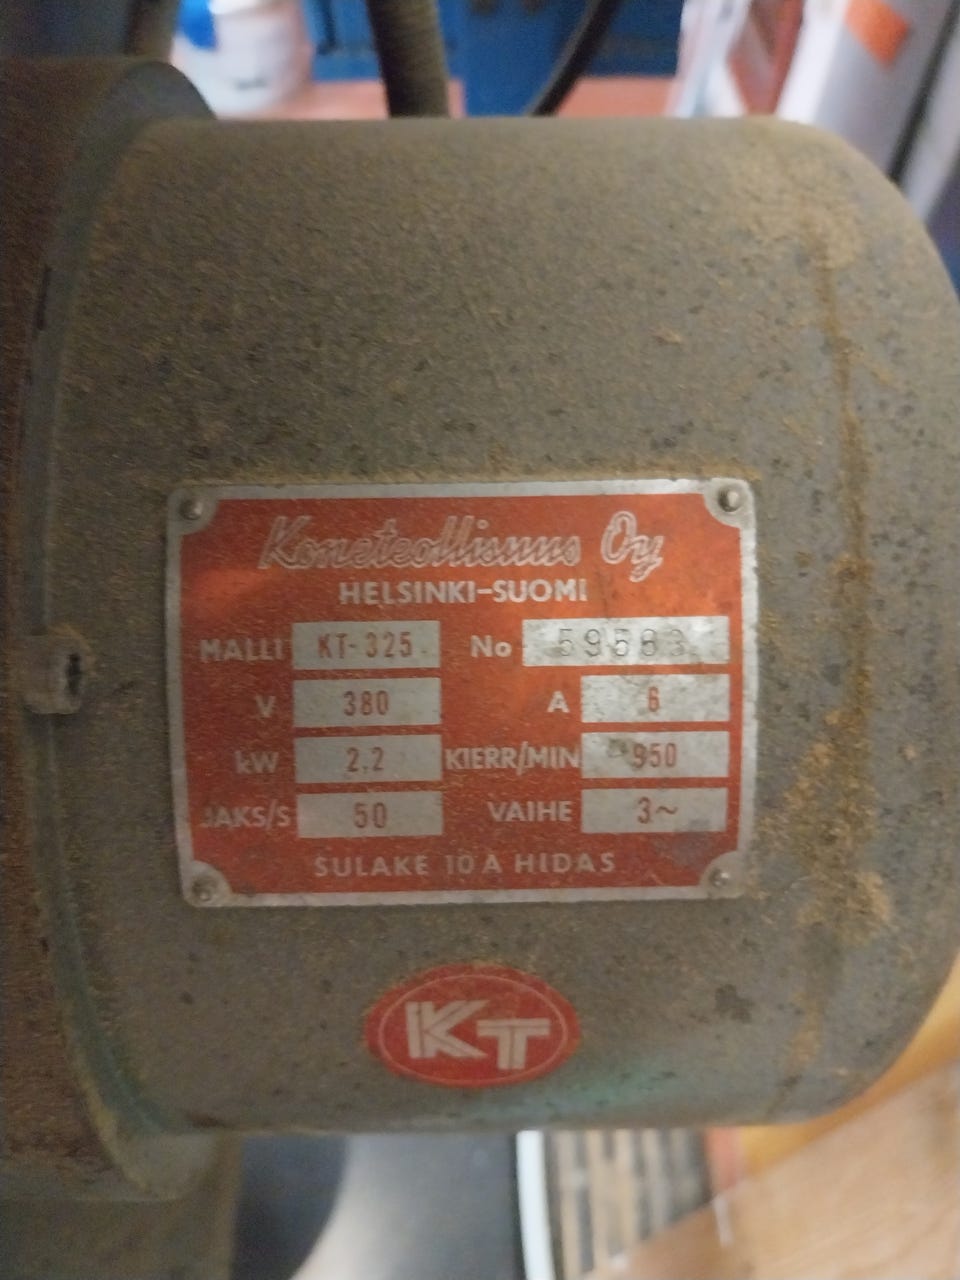 Koneteollisuus Oy
HELSINKI-SUOMI
MALLI KT-325 No
V 380 A 6
kW 2,2 KIERR/MIN 950
JAKS/S 50 VAIHE 3~
SULAKE 10 A HIDAS
KT